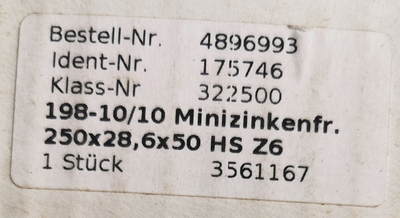 Bestell-Nr. 4896993
Ident-Nr. 175746
Klass-Nr 322500
198-10/10 Minizinkenfr.
250x28,6x50 HS Z6
1 Stück 3561167